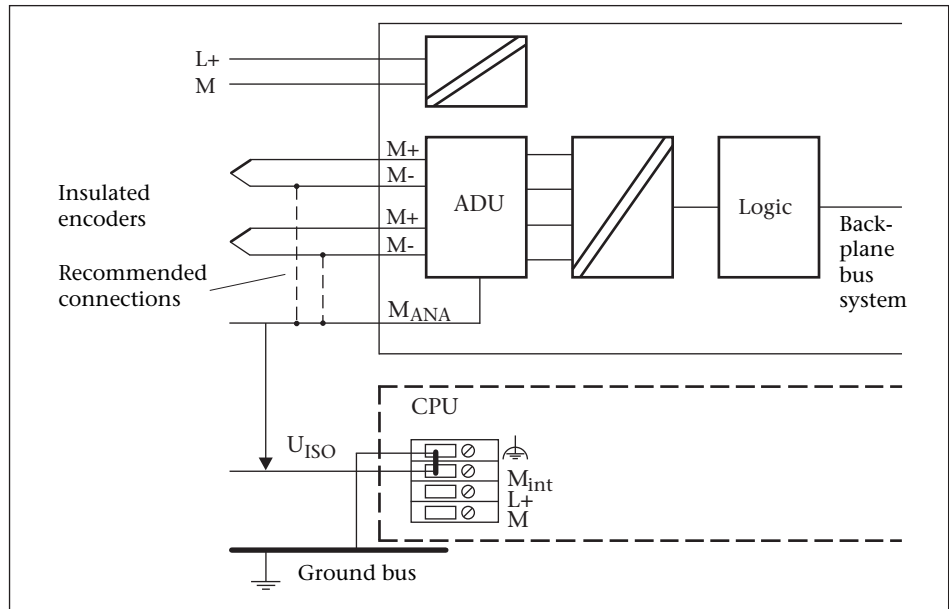 L+
M
M+
M-
M+
M-
ADU
Logic
Back-
plane
bus
system
Insulated
encoders
Recommended
connections
MANA
CPU
UISO
Mint
L+
M
Ground bus